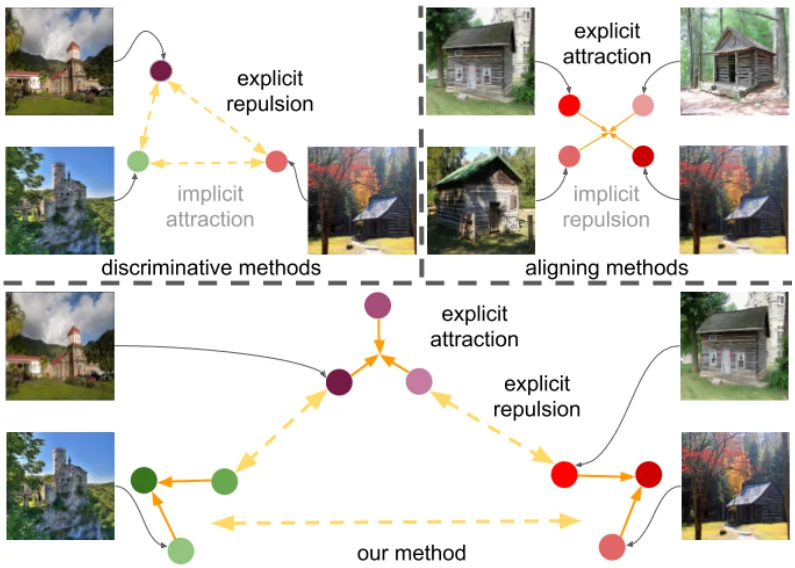 explicit
repulsion
implicit
attraction
discriminative methods
explicit
attraction
implicit
repulsion
aligning methods
explicit
attraction
explicit
repulsion
our method